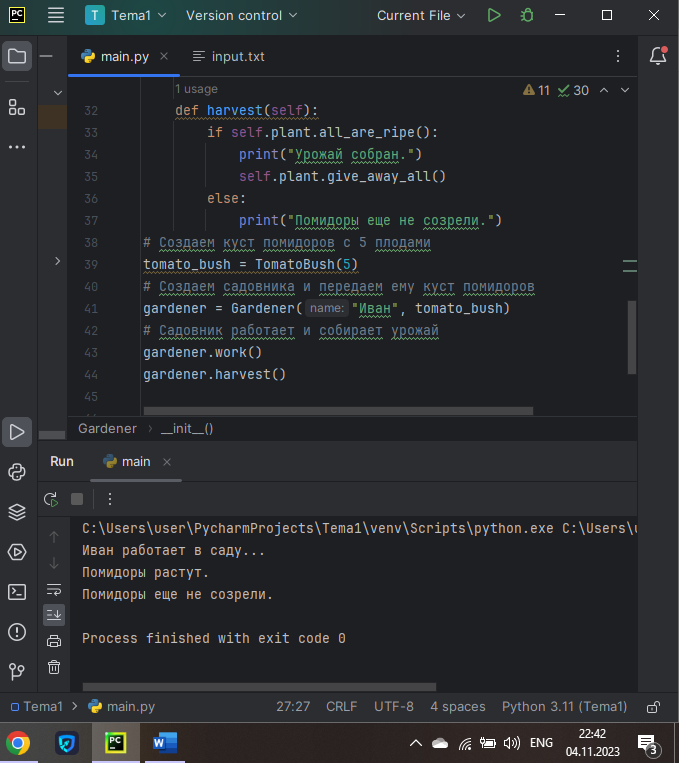 PC
T Tema1 Version control Current File
main.py input.txt
1 usage
11 30
32 def harvest(self):
33 if self.plant.all_are_ripe():
34 print("Урожай собран.")
35 self.plant.give_away_all()
36 else:
37 print("Помидоры еще не созрели.")
38 # Создаем куст помидоров с 5 плодами
39 tomato_bush = TomatoBush(5)
40 # Создаем садовника и передаем ему куст помидоров
41 gardener = Gardener( name: "Иван", tomato_bush)
42 # Садовник работает и собирает урожай
43 gardener.work()
44 gardener.harvest()
45
Gardener __init__()
Run main
C:\Users\user\PycharmProjects\Tema1\venv\Scripts\python.exe C:\Users\
Иван работает в саду...
Помидоры растут.
Помидоры еще не созрели.
Process finished with exit code 0
Tema1 main.py 27:27 CRLF UTF-8 4 spaces Python 3.11 (Tema1)
PC W ENG 22:42
04.11.2023 3